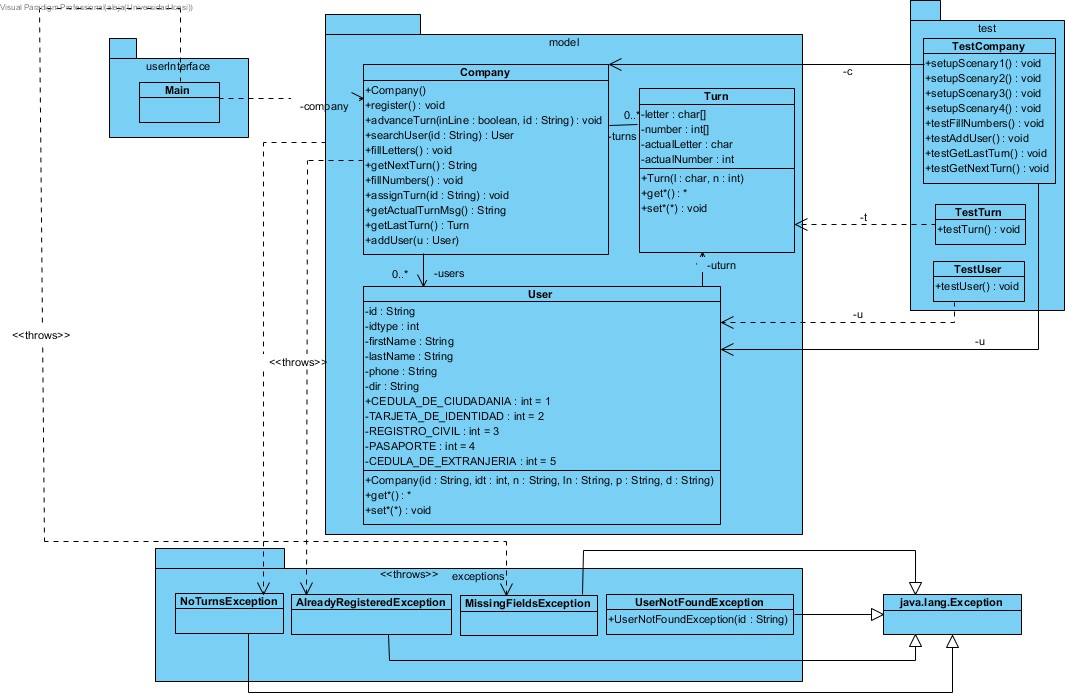 Visual Paradigm Professional(aleja(Universidad Icesi))
userInterface
Main
-company
model
Company
+Company()
+register() : void
+advanceTurn(inLine : boolean, id : String) : void
+searchUser(id : String) : User
+fillLetters() : void
+getNextTurn() : String
+fillNumbers() : void
+assignTurn(id : String) : void
+getActualTurnMsg() : String
+getLastTurn() : Turn
+addUser(u : User)
0..*
-turns
Turn
-letter : char[]
-number : int[]
-actualLetter : char
-actualNumber : int
+Turn(l : char, n : int)
+get*() : *
+set*(*) : void
0..*
-users
-uturn
User
-id : String
-idtype : int
-firstName : String
-lastName : String
-phone : String
-dir : String
+CEDULA_DE_CIUDADANIA : int = 1
-TARJETA_DE_IDENTIDAD : int = 2
-REGISTRO_CIVIL : int = 3
-PASAPORTE : int = 4
-CEDULA_DE_EXTRANJERIA : int = 5
+Company(id : String, idt : int, n : String, ln : String, p : String, d : String)
+get*() : *
+set*(*) : void
test
TestCompany
+setupScenary1() : void
+setupScenary2() : void
+setupScenary3() : void
+setupScenary4() : void
+testFillNumbers() : void
+testAddUser() : void
+testGetLastTurn() : void
+testGetNextTurn() : void
-c
TestTurn
+testTurn() : void
-t
TestUser
+testUser() : void
-u
-u
<<throws>>
<<throws>>
<<throws>>
exceptions
NoTurnsException
AlreadyRegisteredException
MissingFieldsException
UserNotFoundException
+UserNotFoundException(id : String)
java.lang.Exception